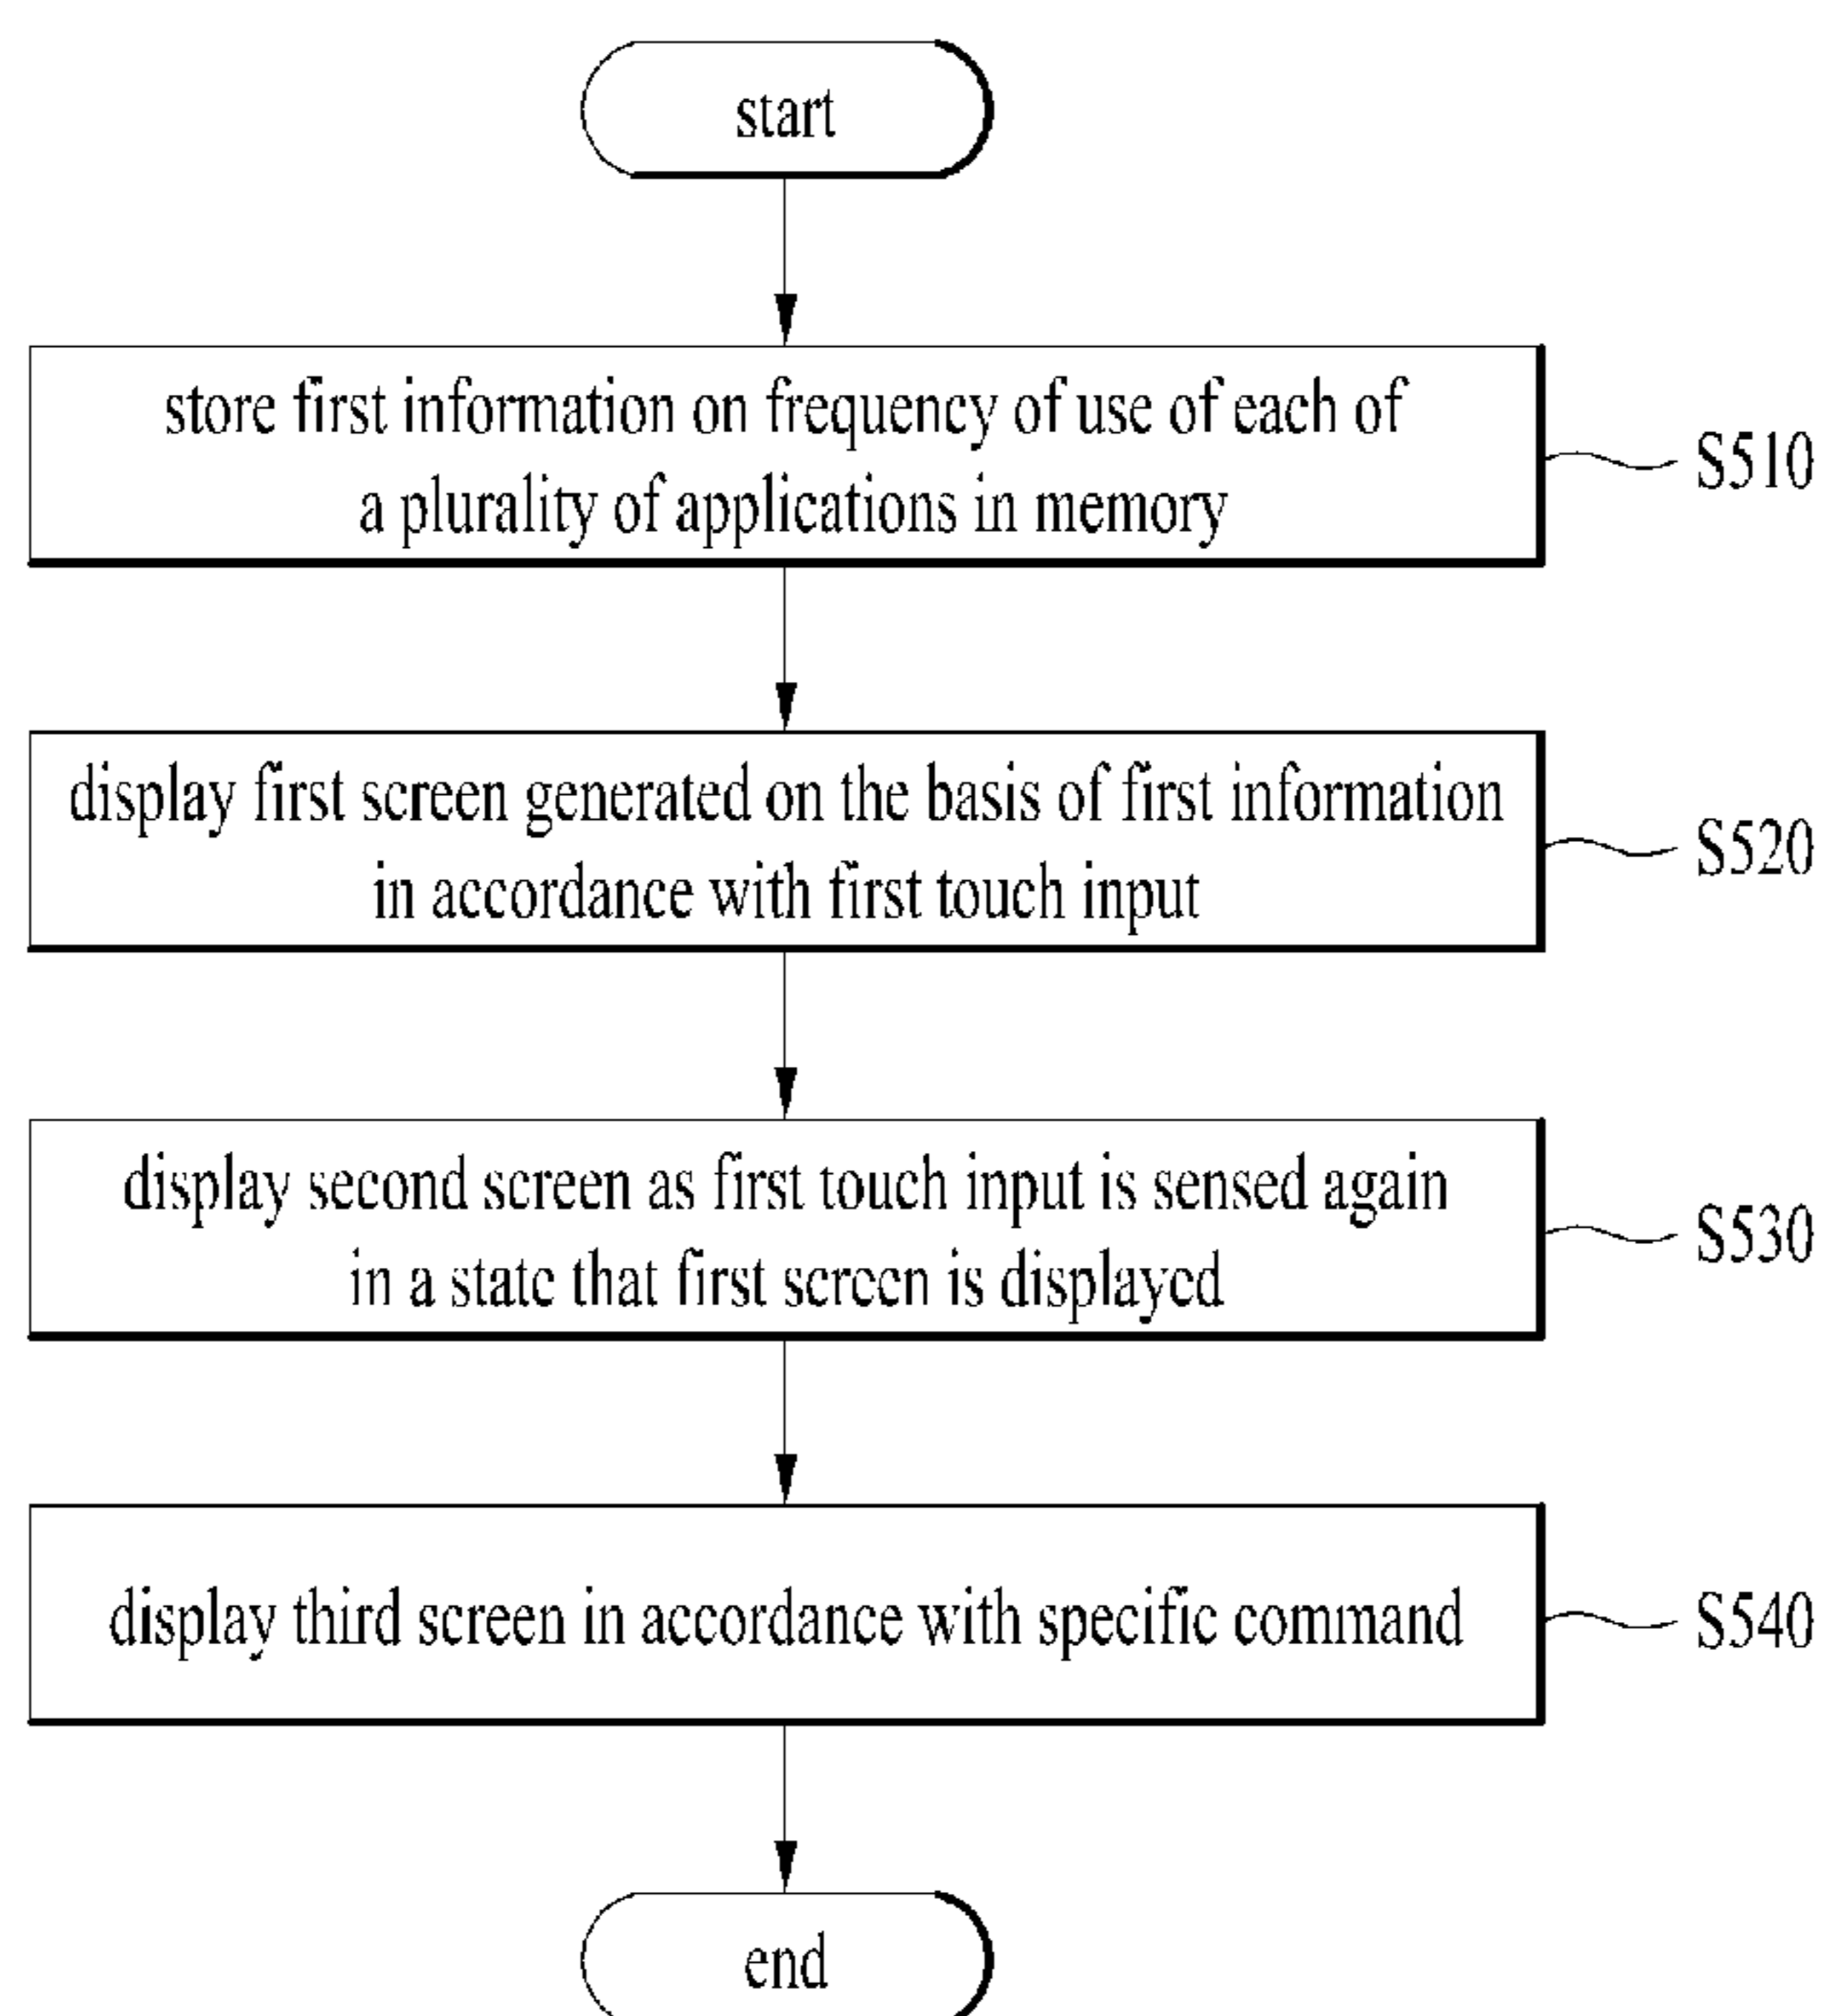 start
store first information on frequency of use of each of
a plurality of applications in memory
S510
display first screen generated on the basis of first information
in accordance with first touch input
S520
display second screen as first touch input is sensed again
in a state that first screen is displayed
S530
display third screen in accordance with specific command
S540
end